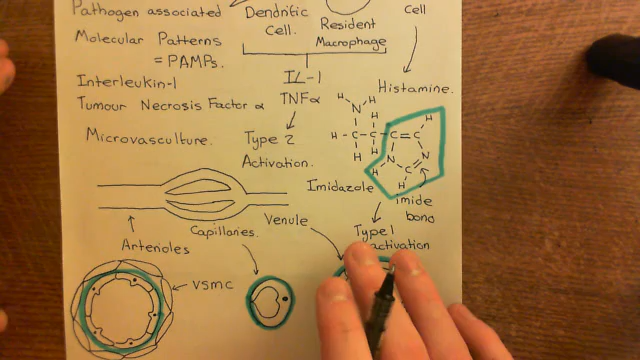 Pathogen associated
Molecular Patterns
= PAMPs.
Dendritic
Cell.
Resident
Macrophage
Cell
Interleukin-1
Tumour Necrosis Factor α
IL-1
TNFα
Histamine.
Microvasculature.
Type 2
Activation.
H H
N H
H - C - C - C = C H
H H N N
H C
H
Imidazole
imide
bond
Arterioles
Capillaries.
Venule
Type 1
activation
VSMC